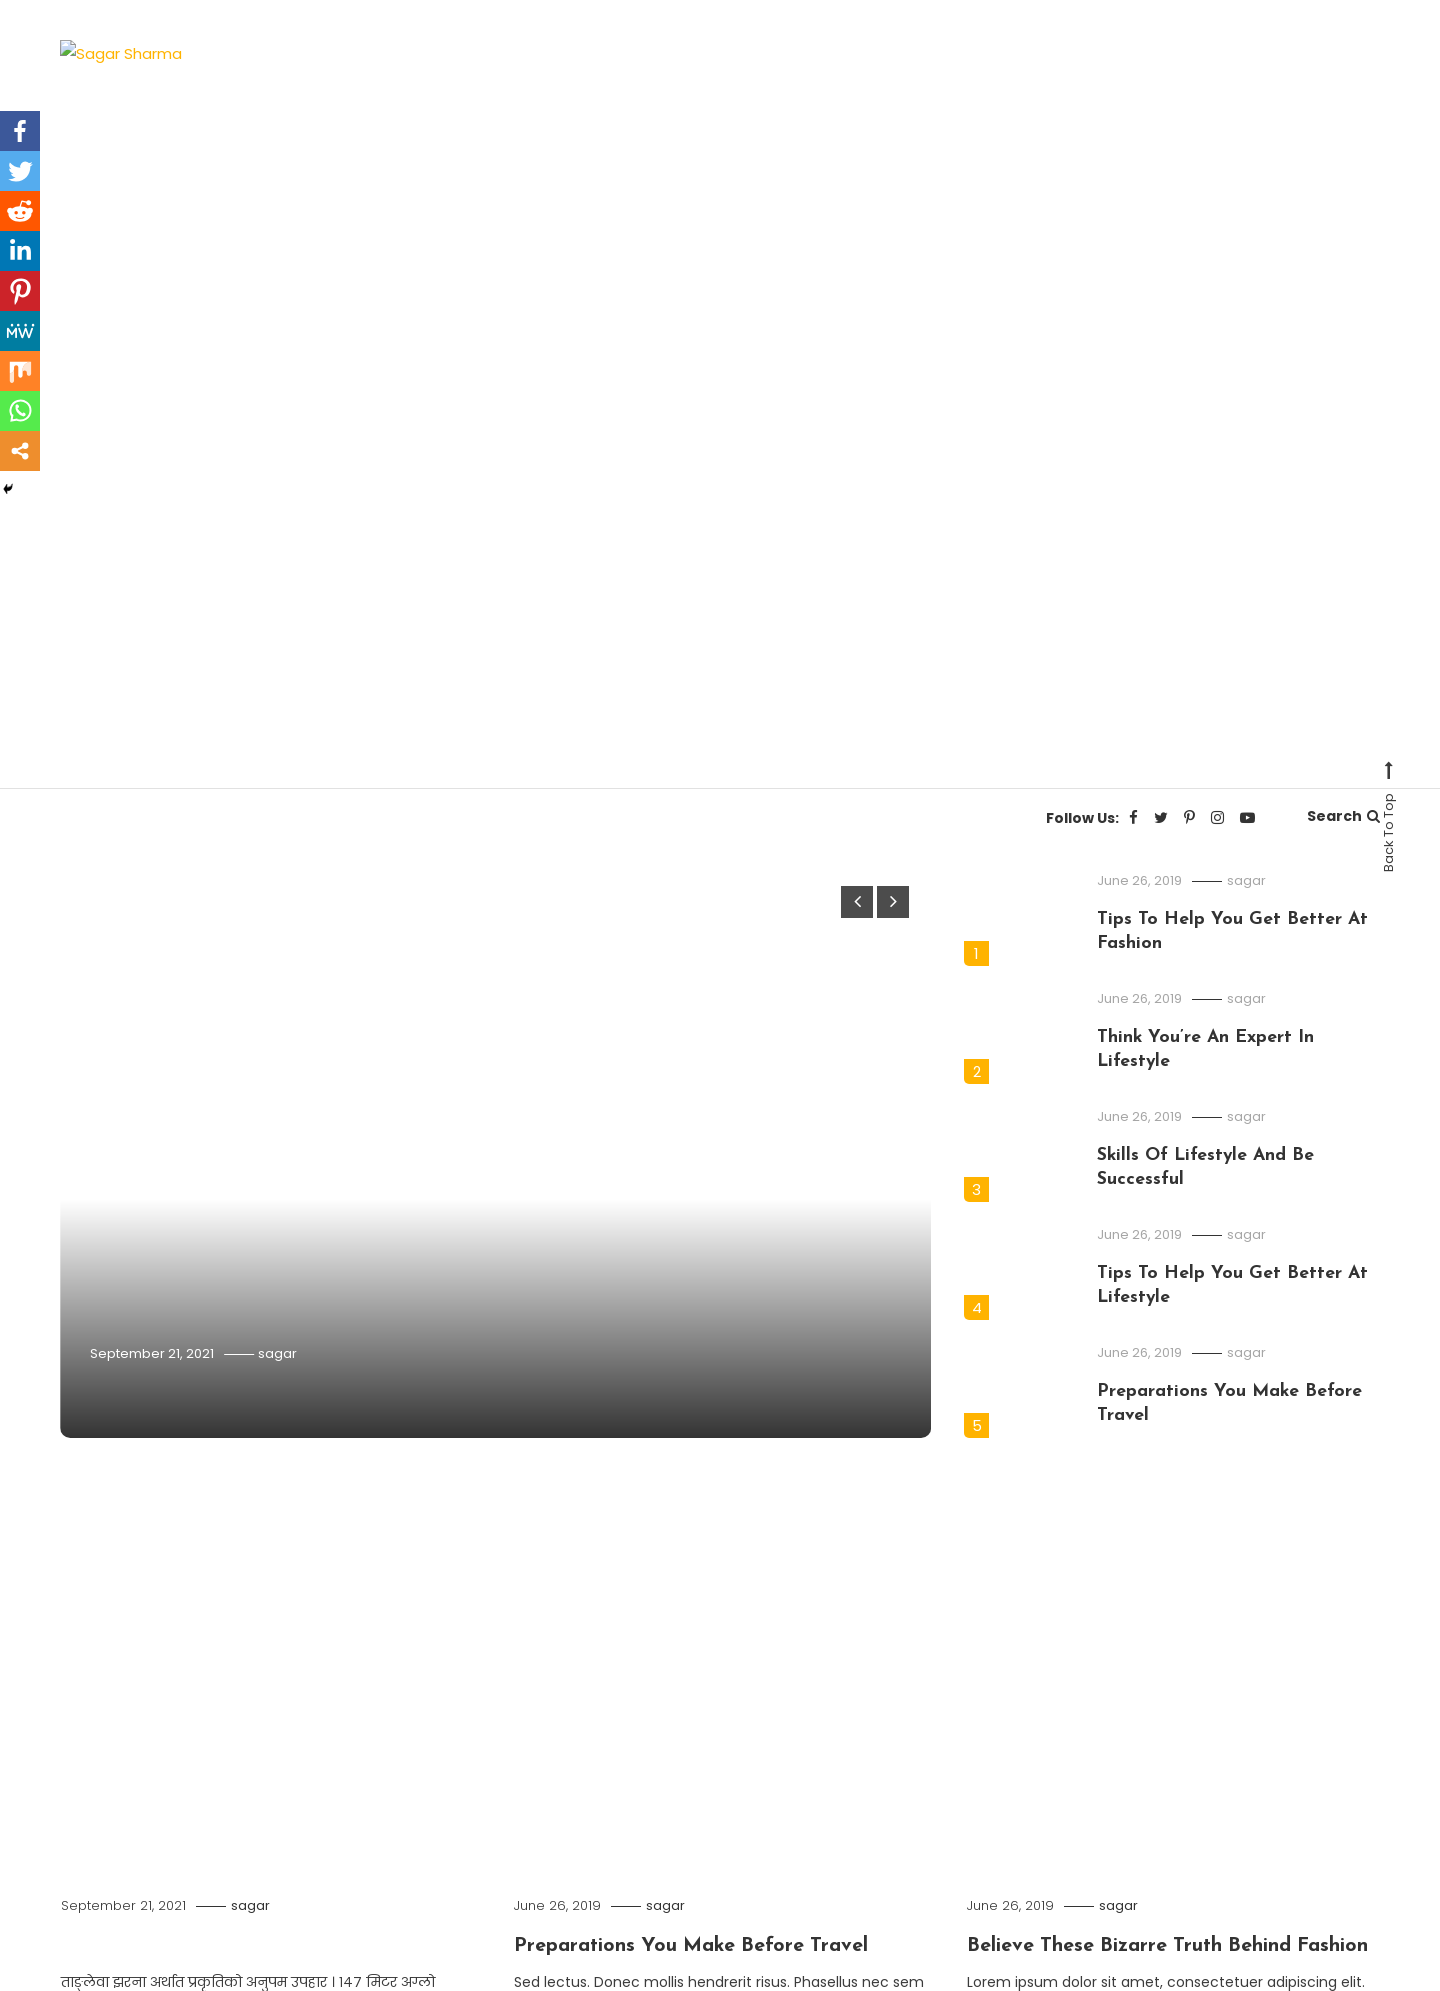 Sagar Sharma
MW
Back To Top
Follow Us:
Search
June 26, 2019 sagar
Tips To Help You Get Better At
Fashion
1
June 26, 2019 sagar
Think You're An Expert In
Lifestyle
2
June 26, 2019 sagar
Skills Of Lifestyle And Be
Successful
3
June 26, 2019 sagar
Tips To Help You Get Better At
Lifestyle
4
June 26, 2019 sagar
Preparations You Make Before
Travel
5
September 21, 2021 sagar
September 21, 2021 sagar
ताङ्लेवा झरना अर्थात प्रकृतिको अनुपम उपहार । १४७ मिटर अग्लो
June 26, 2019 sagar
Preparations You Make Before Travel
Sed lectus. Donec mollis hendrerit risus. Phasellus nec sem
June 26, 2019 sagar
Believe These Bizarre Truth Behind Fashion
Lorem ipsum dolor sit amet, consectetuer adipiscing elit.